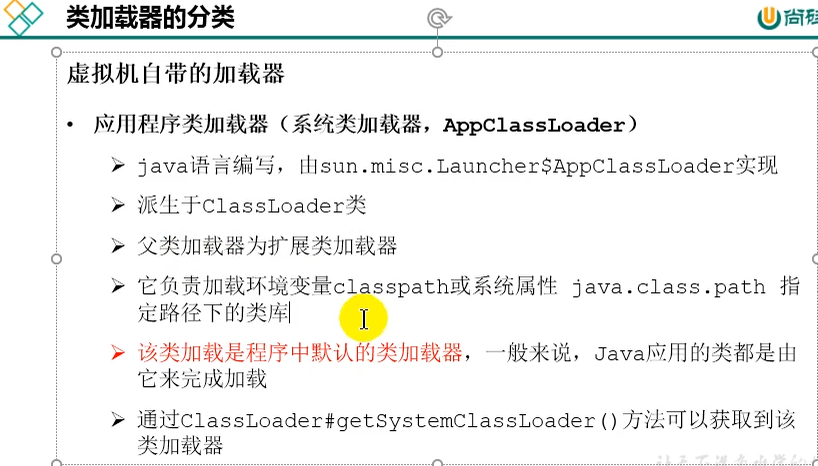 类加载器的分类
尚硅
虚拟机自带的加载器
• 应用程序类加载器（系统类加载器，AppClassLoader）
➢ java语言编写，由sun.misc.Launcher$AppClassLoader实现
➢ 派生于ClassLoader类
➢ 父类加载器为扩展类加载器
➢ 它负责加载环境变量classpath或系统属性 java.class.path 指
定路径下的类库
➢ 该类加载是程序中默认的类加载器，一般来说，Java应用的类都是由
它来完成加载
➢ 通过ClassLoader#getSystemClassLoader()方法可以获取到该
类加载器